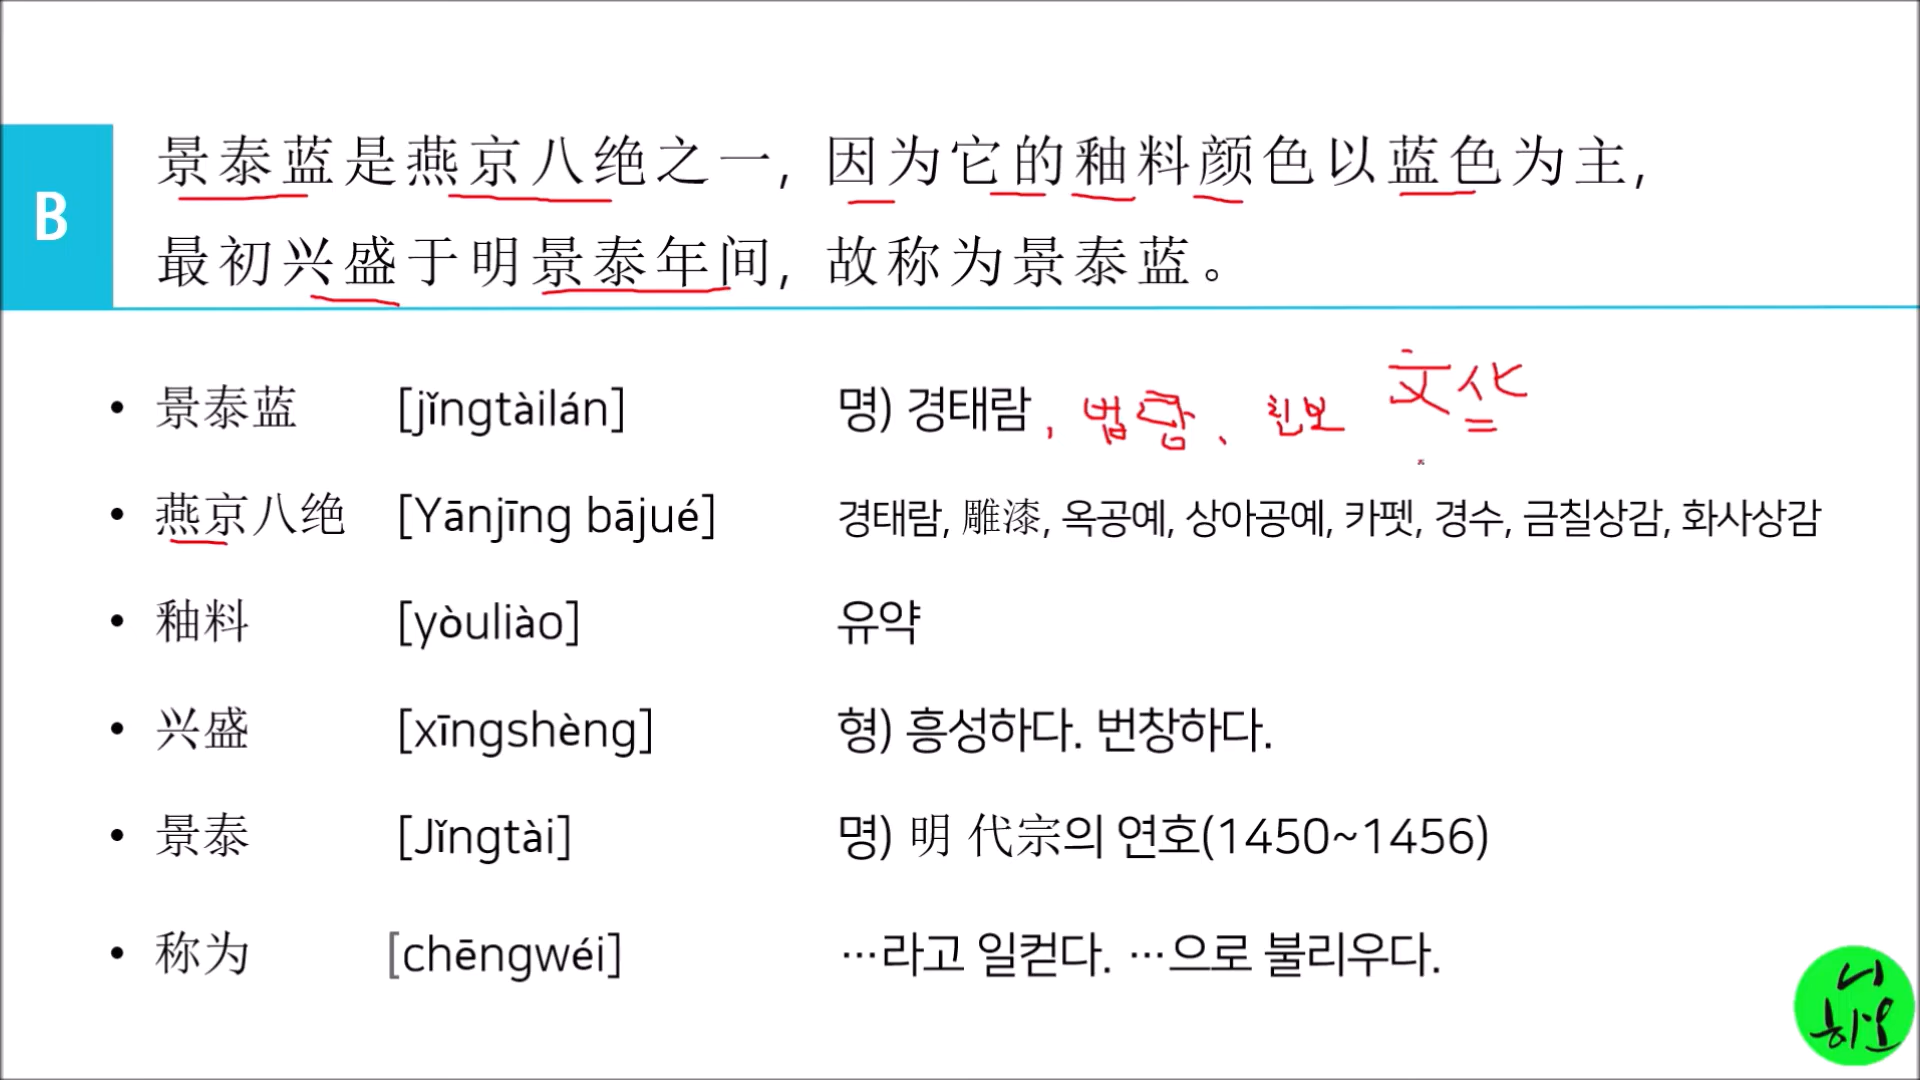 B
景泰蓝是燕京八绝之一, 因为它的釉料颜色以蓝色为主,
最初兴盛于明景泰年间, 故称为景泰蓝。
• 景泰蓝 [jǐngtàilán] 명) 경태람, 법랑, 칠보 文化
• 燕京八绝 [Yānjīng bājué] 경태람, 雕漆, 옥공예, 상아공예, 카펫, 경수, 금칠상감, 화사상감
• 釉料 [yòuliào] 유약
• 兴盛 [xīngshèng] 형) 흥성하다. 번창하다.
• 景泰 [Jǐngtài] 명) 明 代宗의 연호(1450~1456)
• 称为 [chēngwéi] …라고 일컫다. …으로 불리우다.
니
하오